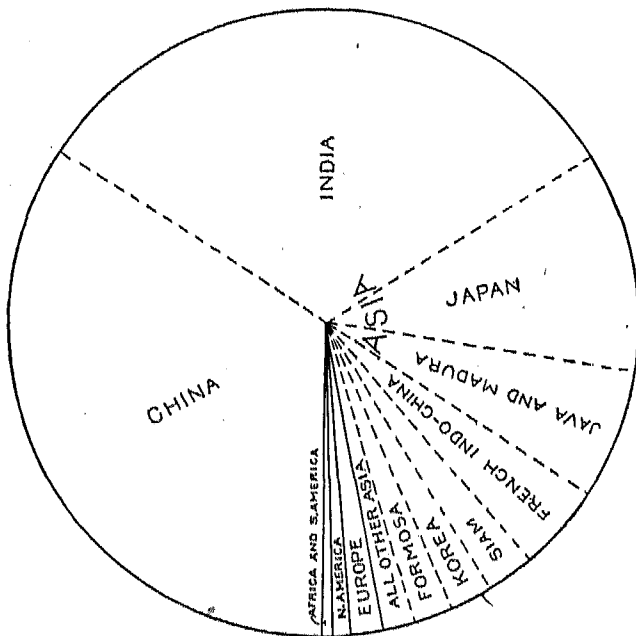 INDIA
ASIA
JAPAN
JAVA AND MADURA
FRENCH INDO-CHINA
SIAM
KOREA
FORMOSA
ALL OTHER ASIA
EUROPE
N.AMERICA
AFRICA AND S.AMERICA
CHINA